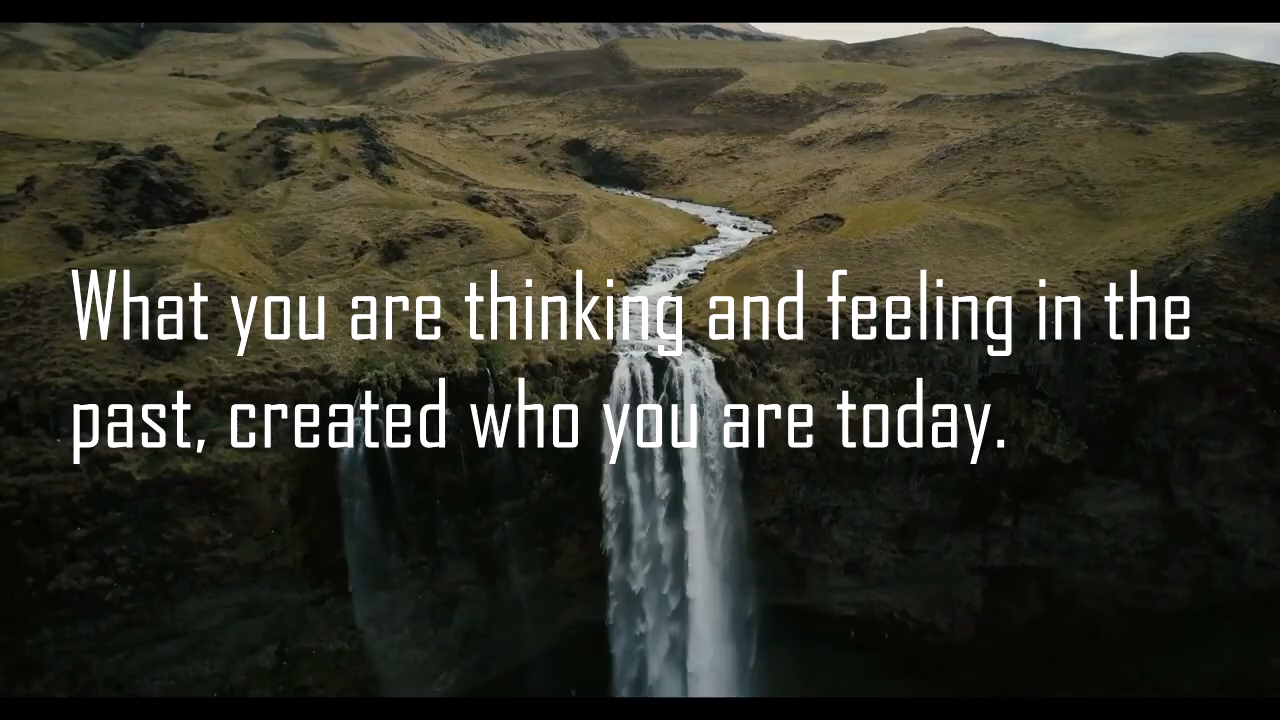 What you are thinking and feeling in the
past, created who you are today.